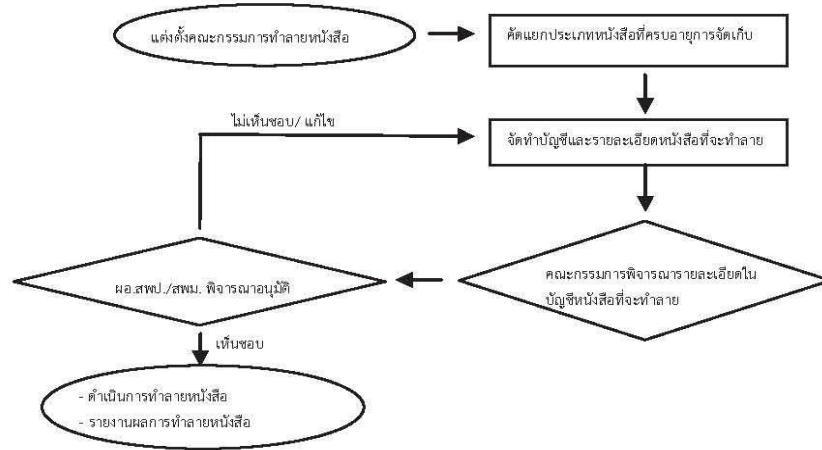 แต่งตั้งคณะกรรมการทำลายหนังสือ
คัดแยกประเภทหนังสือที่ครบอายุการจัดเก็บ
ไม่เห็นชอบ/ แก้ไข
จัดทำบัญชีและรายละเอียดหนังสือที่จะทำลาย
คณะกรรมการพิจารณารายละเอียดใน
บัญชีหนังสือที่จะทำลาย
ผอ.สพป./สพม. พิจารณาอนุมัติ
เห็นชอบ
- ดำเนินการทำลายหนังสือ
- รายงานผลการทำลายหนังสือ